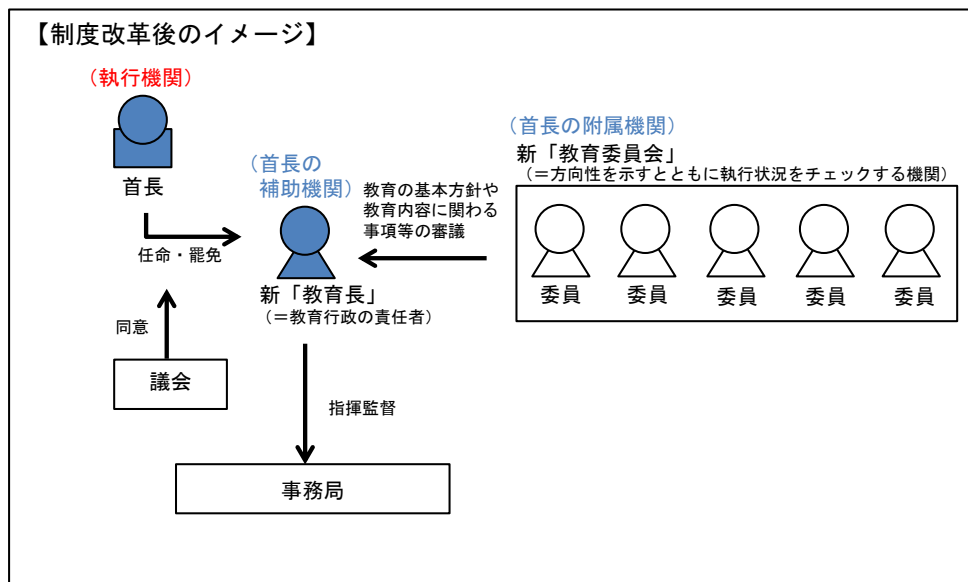 【制度改革後のイメージ】
（執行機関）
首長
任命・罷免
同意
議会
（首長の
補助機関）
新「教育長」
（＝教育行政の責任者）
指揮監督
事務局
教育の基本方針や
教育内容に関わる
事項等の審議
（首長の附属機関）
新「教育委員会」
（＝方向性を示すとともに執行状況をチェックする機関）
委員
委員
委員
委員
委員